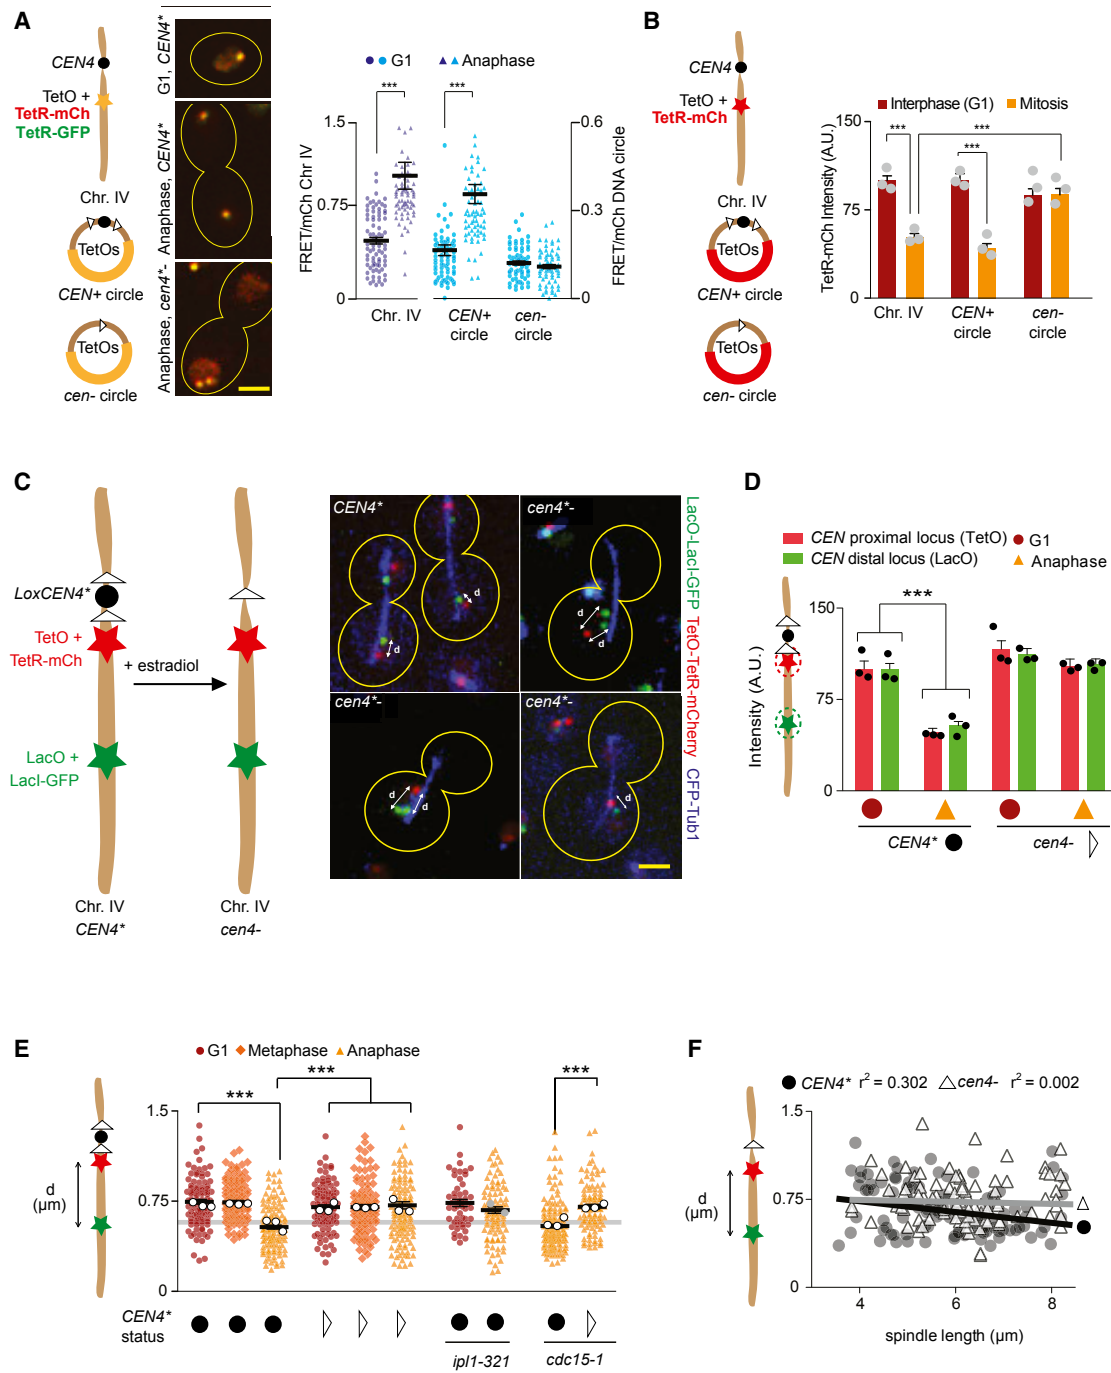 A
CEN4
TetO +
TetR-mCh
TetR-GFP
Chr. IV
TetOs
CEN+ circle
TetOs
cen- circle
G1, CEN4*
Anaphase, CEN4*
Anaphase, cen4*-
G1
Anaphase
***
***
1.5
0.75
0
FRET/mCh Chr IV
0.6
0.3
0
FRET/mCh DNA circle
Chr. IV
CEN+
circle
cen-
circle
B
CEN4
TetO +
TetR-mCh
Chr. IV
TetOs
CEN+ circle
TetOs
cen- circle
Interphase (G1)
Mitosis
***
***
***
150
75
0
TetR-mCh Intensity (A.U.)
Chr. IV
CEN+
circle
cen-
circle
C
LoxCEN4*
TetO +
TetR-mCh
+ estradiol
LacO +
LacI-GFP
Chr. IV
CEN4*
Chr. IV
cen4-
CEN4*
d
d
cen4*-
d
cen4*-
d
cen4*-
d
LacO-LacI-GFP TetO-TetR-mCherry CFP-Tub1
D
CEN proximal locus (TetO)
CEN distal locus (LacO)
G1
Anaphase
***
150
75
0
Intensity (A.U.)
CEN4*
cen4-
E
G1
Metaphase
Anaphase
***
***
***
1.5
0.75
0
d
(µm)
CEN4*
status
ipl1-321
cdc15-1
F
CEN4* r2 = 0.302
cen4- r2 = 0.002
1.5
0.75
0
d
(µm)
4
6
8
spindle length (µm)